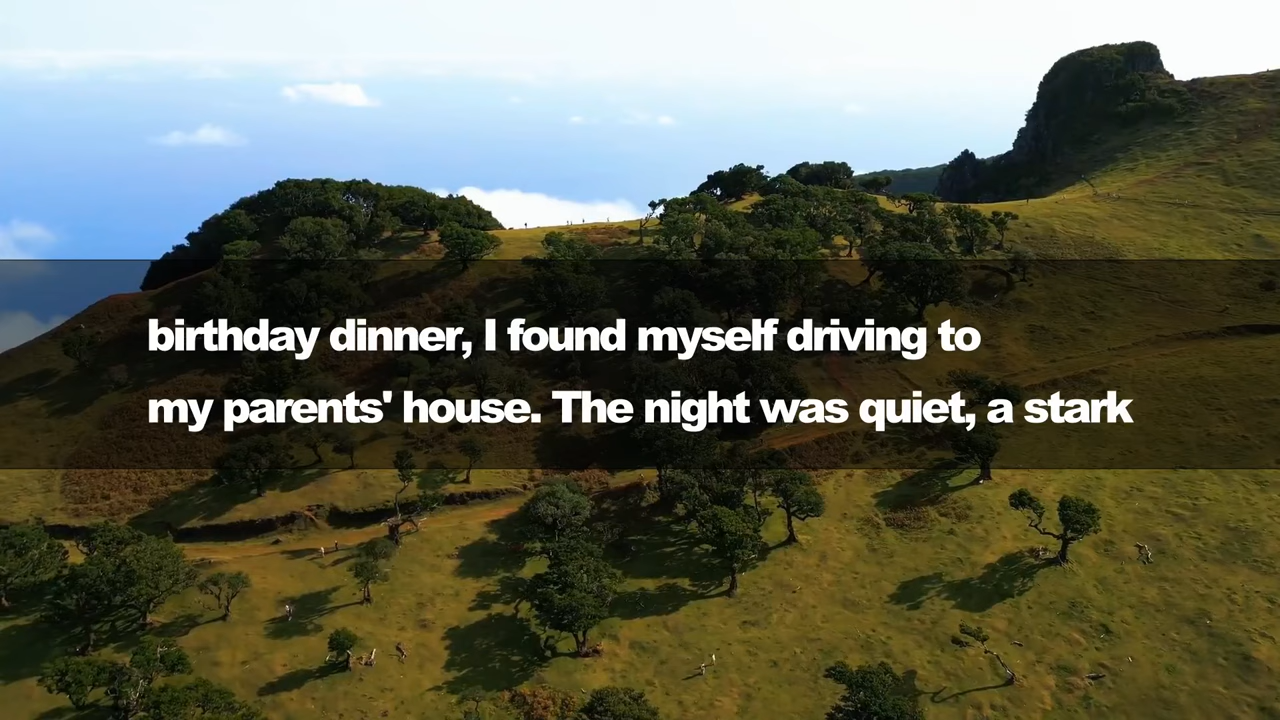 birthday dinner, I found myself driving to
my parents' house. The night was quiet, a stark